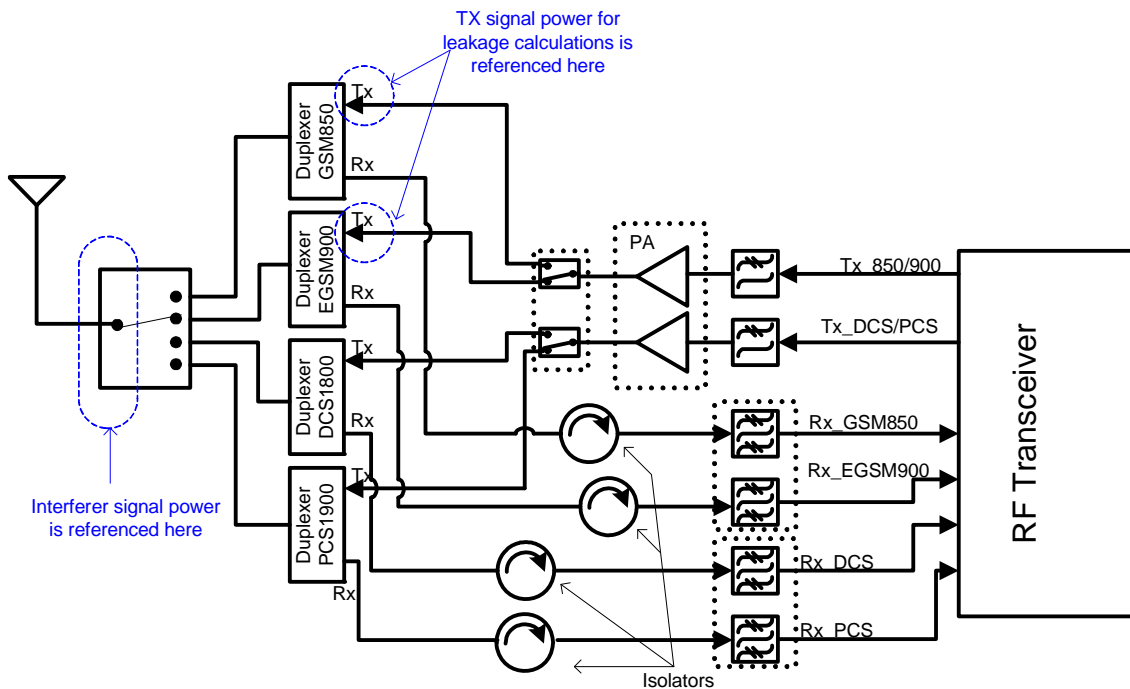 TX signal power for
leakage calculations is
referenced here
Duplexer
GSM850
Tx
Rx
Duplexer
EGSM900
Tx
Rx
Duplexer
DCS1800
Tx
Rx
Duplexer
PCS1900
Tx
Rx
PA
Tx_850/900
Tx_DCS/PCS
Rx_GSM850
Rx_EGSM900
Rx_DCS
Rx_PCS
RF Transceiver
Interferer signal power
is referenced here
Isolators